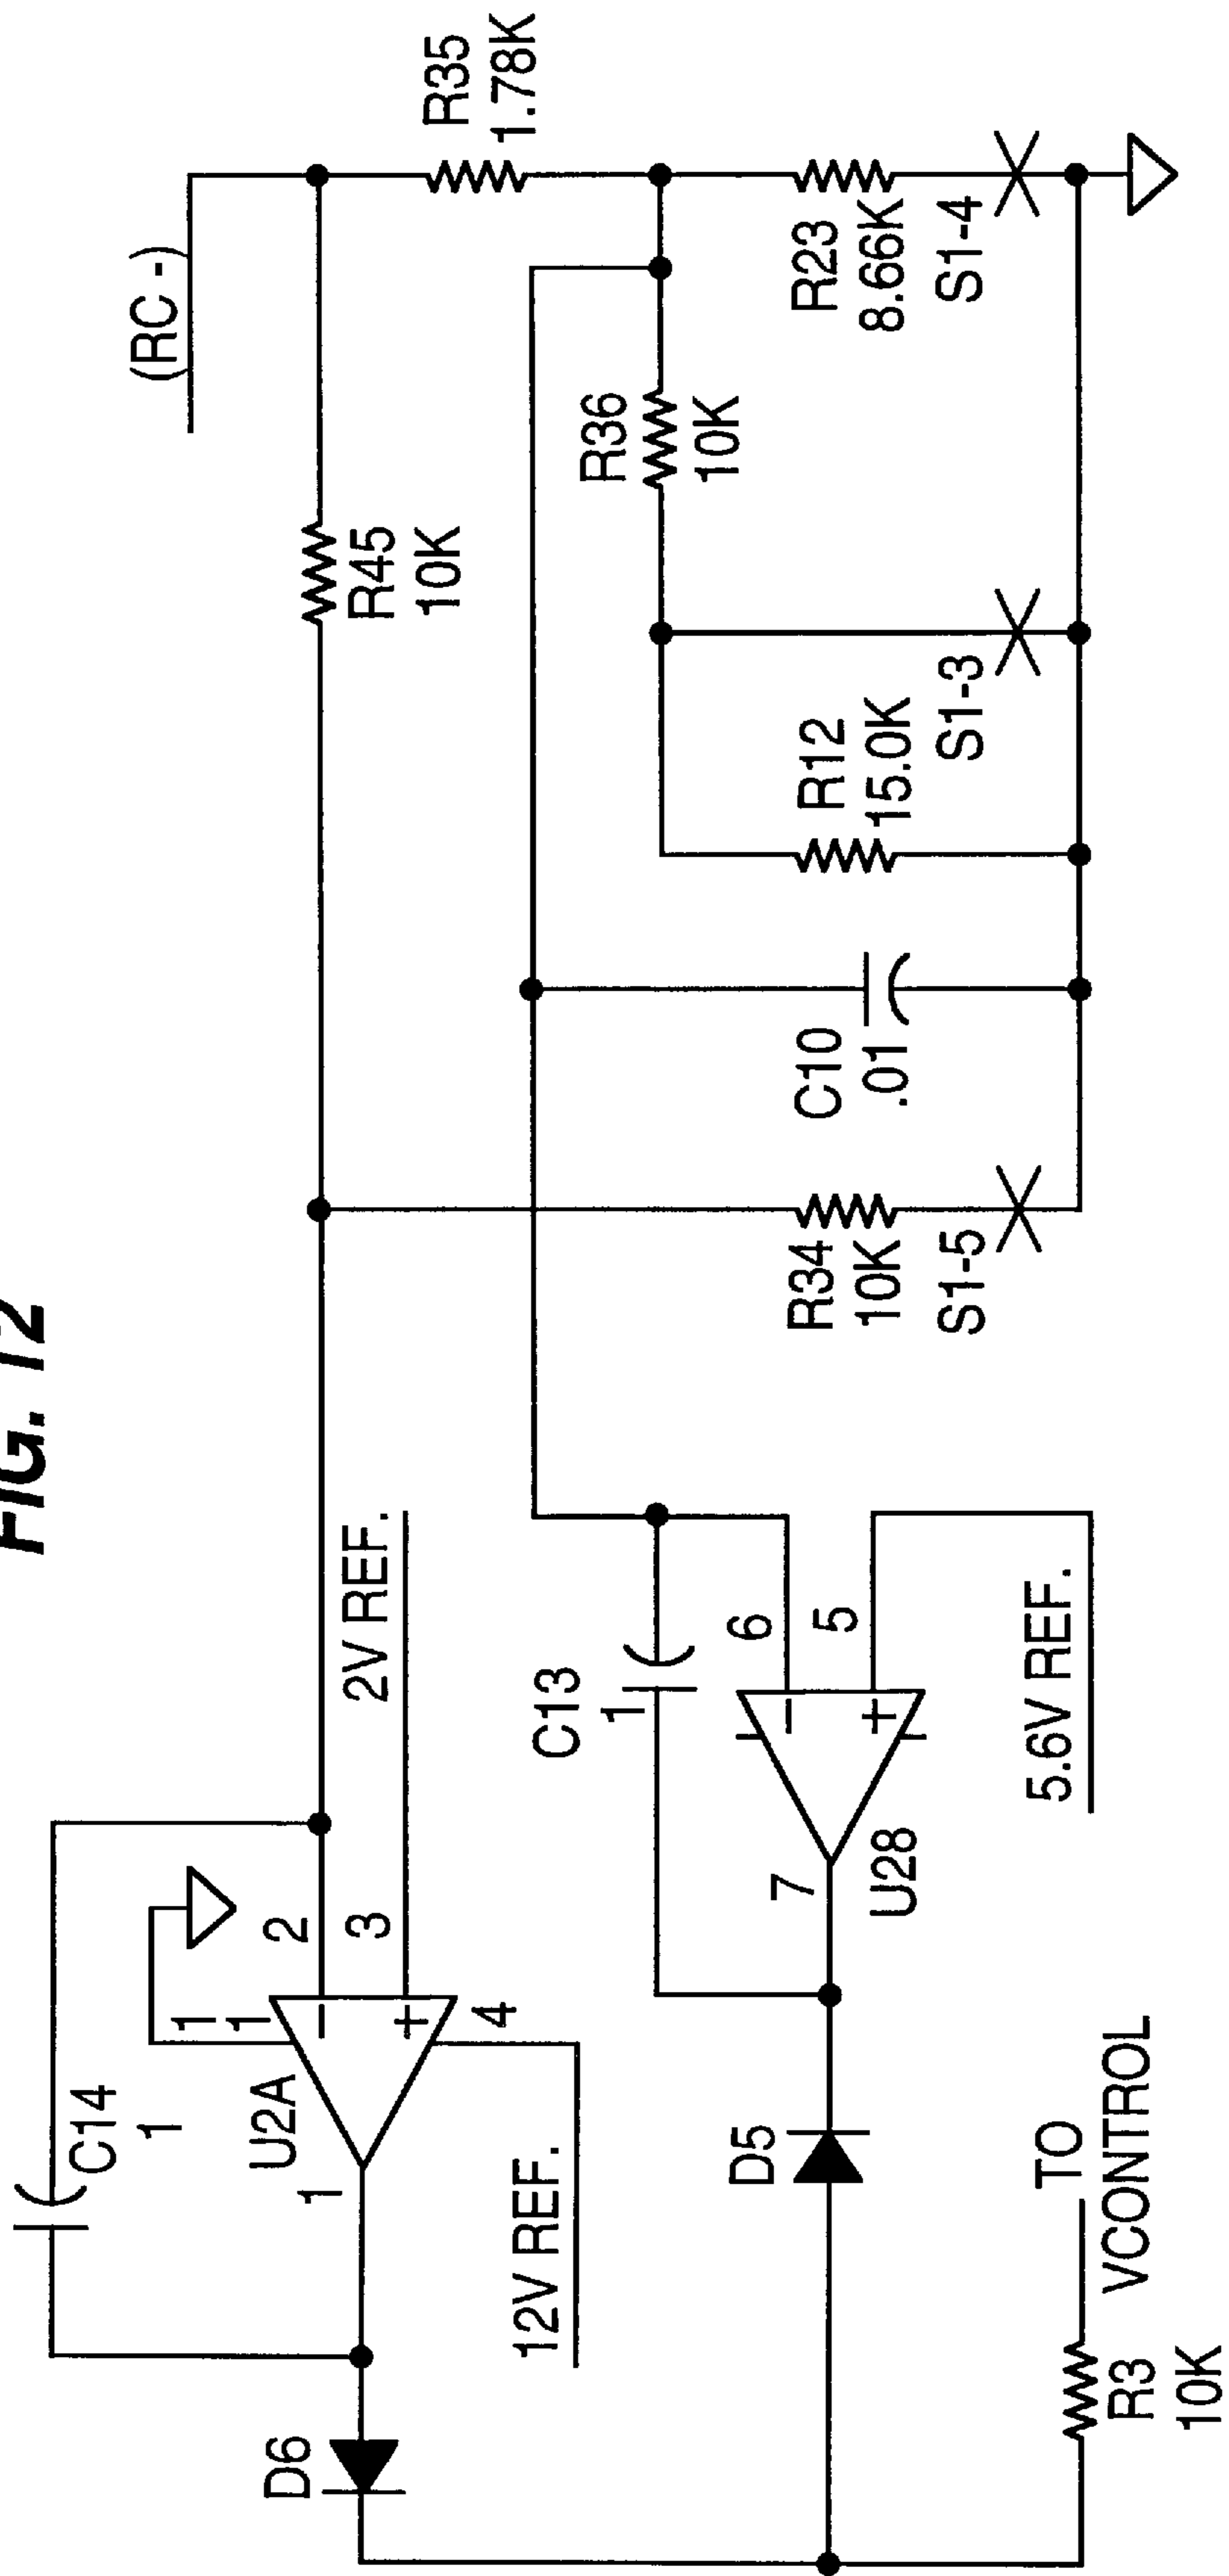 FIG. 12
(RC -)
R35
1.78K
R45
10K
R36
10K
R23
8.66K
S1-4
S1-3
R12
15.0K
C10
.01
R34
10K
S1-5
2V REF.
C14
1
11
2
3
U2A
4
1
12V REF.
D6
C13
1
6
5
7
U28
5.6V REF.
D5
TO
VCONTROL
R3
10K